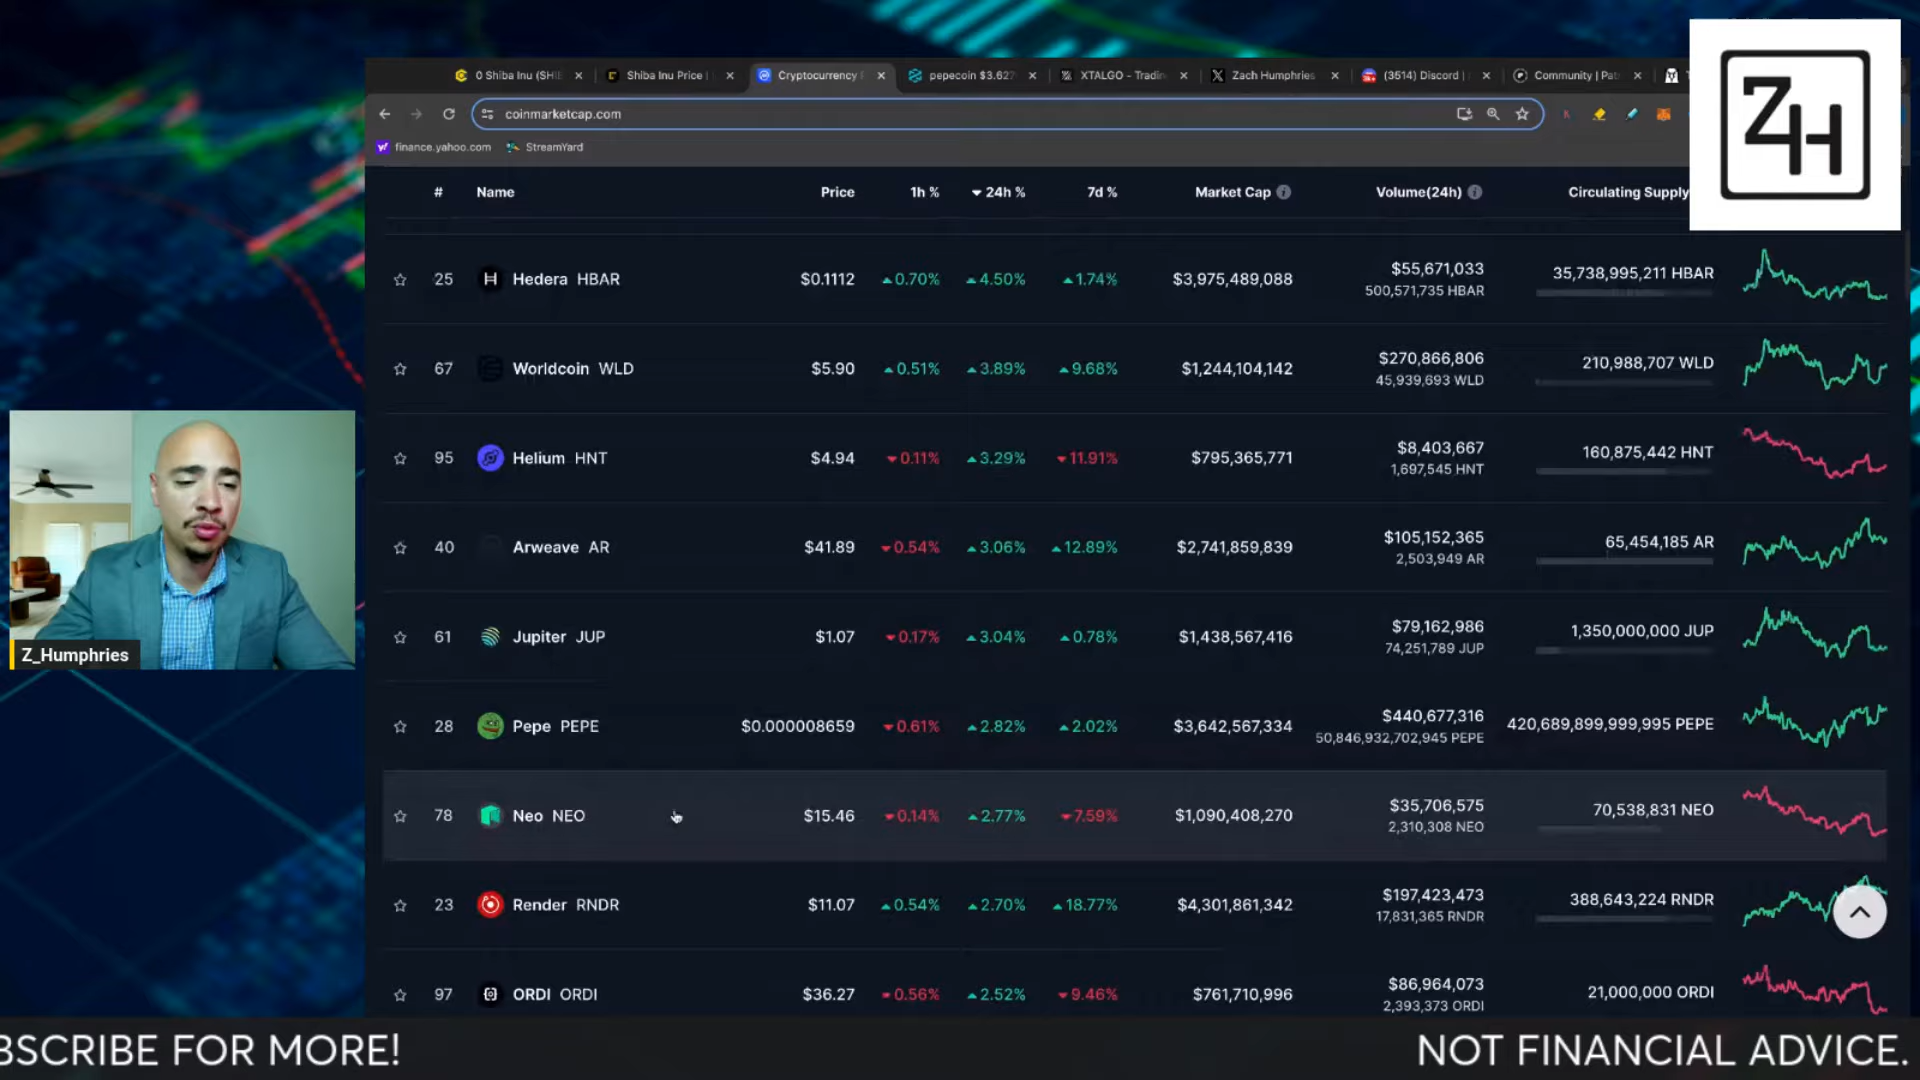 0 Shiba Inu (SHI
Shiba Inu Price |
Cryptocurrency
pepecoin $3.627
XTALGO - Tradin
Zach Humphries
(3614) Discord |
Community | Pat
ZH
coinmarketcap.com
finance.yahoo.com
StreamYard
# Name Price 1h % 24h % 7d % Market Cap Volume(24h) Circulating Supply
25 Hedera HBAR $0.1112 0.70% 4.50% 1.74% $3,975,489,088 $55,671,033 35,738,995,211 HBAR
500,571,735 HBAR
67 Worldcoin WLD $5.90 0.51% 3.89% 9.68% $1,244,104,142 $270,866,806 210,988,707 WLD
45,939,693 WLD
95 Helium HNT $4.94 0.11% 3.29% 11.91% $795,365,771 $8,403,667 160,875,442 HNT
1,697,545 HNT
40 Arweave AR $41.89 0.54% 3.06% 12.89% $2,741,859,839 $105,152,365 65,454,185 AR
2,503,949 AR
61 Jupiter JUP $1.07 0.17% 3.04% 0.78% $1,438,567,416 $79,162,986 1,350,000,000 JUP
74,251,789 JUP
28 Pepe PEPE $0.000008659 0.61% 2.82% 2.02% $3,642,567,334 $440,677,316 420,689,899,999,995 PEPE
50,846,932,702,945 PEPE
78 Neo NEO $15.46 0.14% 2.77% 7.59% $1,090,408,270 $35,706,575 70,538,831 NEO
2,310,308 NEO
23 Render RNDR $11.07 0.54% 2.70% 18.77% $4,301,861,342 $197,423,473 388,643,224 RNDR
17,831,365 RNDR
97 ORDI ORDI $36.27 0.56% 2.52% 9.46% $761,710,996 $86,964,073 21,000,000 ORDI
2,393,373 ORDI
Z_Humphries
BSCRIBE FOR MORE!
NOT FINANCIAL ADVICE.